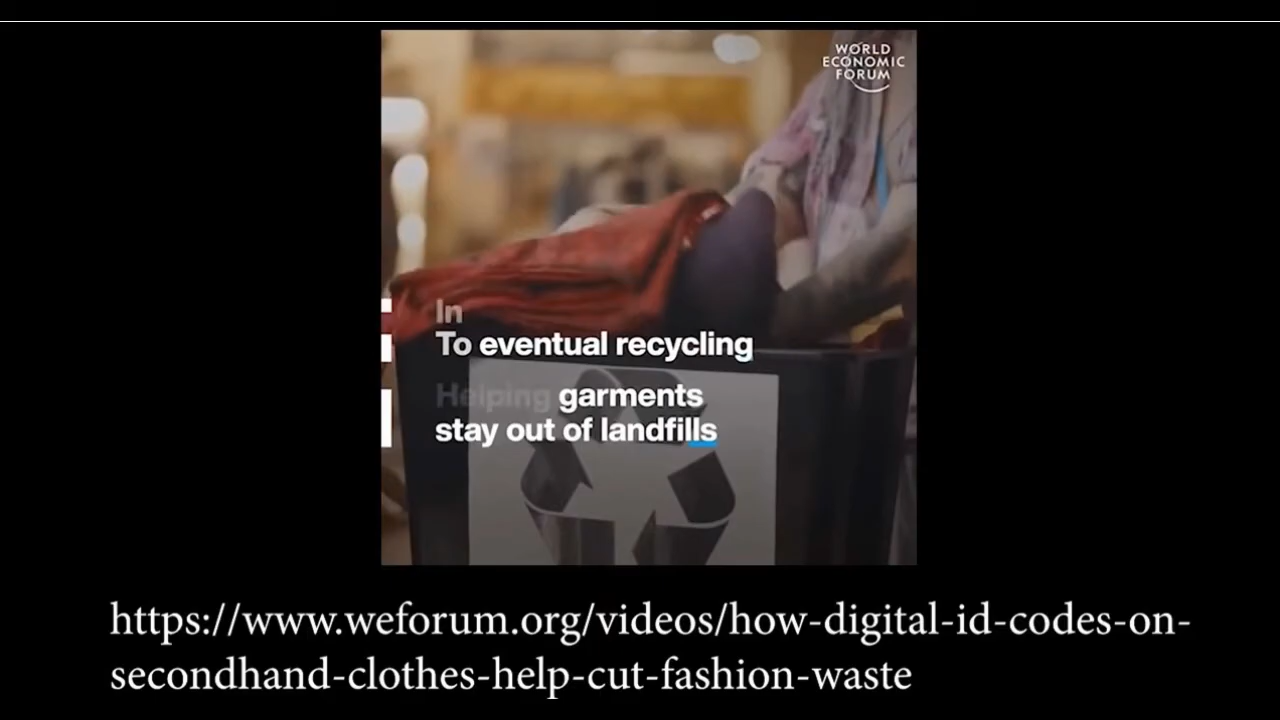 WORLD
ECONOMIC
FORUM
In
To eventual recycling
Helping garments
stay out of landfills
https://www.weforum.org/videos/how-digital-id-codes-on-
secondhand-clothes-help-cut-fashion-waste